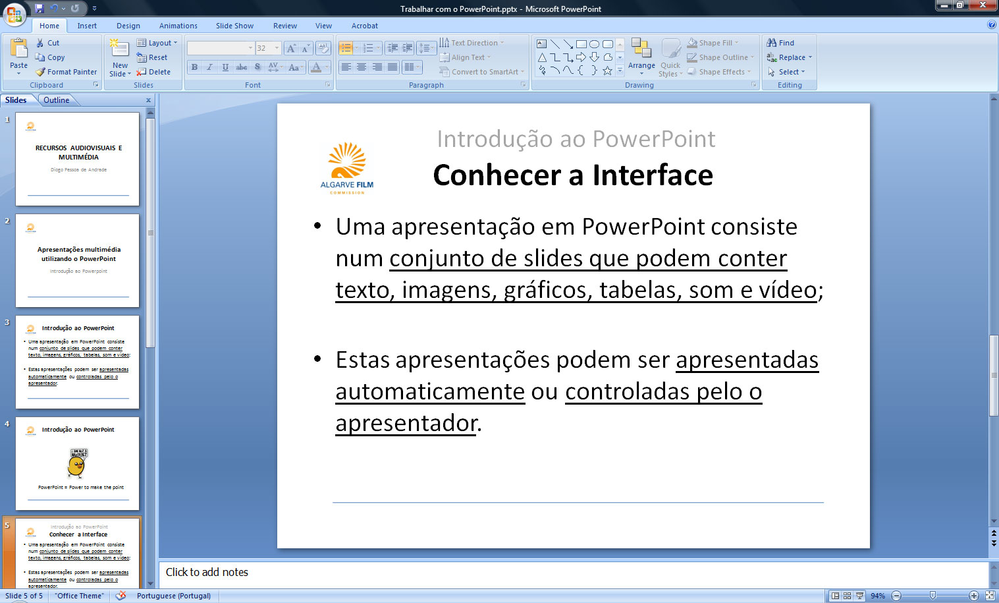 Trabalhar com o PowerPoint.pptx - Microsoft PowerPoint
Home Insert Design Animations Slide Show Review View Acrobat
Paste
Cut
Copy
Format Painter
Clipboard
New Slide
Layout
Reset
Delete
Slides
32
B I U abc S AV Aa A
Font
Text Direction
Align Text
Convert to SmartArt
Paragraph
Arrange
Quick Styles
Shape Fill
Shape Outline
Shape Effects
Drawing
Find
Replace
Select
Editing
Slides Outline x
1
RECURSOS AUDIOVISUAIS E
MULTIMÉDIA
Diogo Pessoa de Andrade
2
Apresentações multimédia
utilizando o PowerPoint
Introdução ao Powerpoint
3
Introdução ao PowerPoint
• Uma apresentação em PowerPoint consiste
num conjunto de slides que podem conter
texto, imagens, gráficos, tabelas, som e vídeo;
• Estas apresentações podem ser apresentadas
automaticamente ou controladas pelo o
apresentador.
4
Introdução ao PowerPoint
PowerPoint = Power to make the point
5
Introdução ao PowerPoint
Conhecer a Interface
• Uma apresentação em PowerPoint consiste
num conjunto de slides que podem conter
texto, imagens, gráficos, tabelas, som e vídeo;
• Estas apresentações podem ser apresentadas
automaticamente ou controladas pelo o
apresentador.
Introdução ao PowerPoint
Conhecer a Interface
ALGARVE FILM
COMMISSION
• Uma apresentação em PowerPoint consiste
num conjunto de slides que podem conter
texto, imagens, gráficos, tabelas, som e vídeo;
• Estas apresentações podem ser apresentadas
automaticamente ou controladas pelo o
apresentador.
Click to add notes
Slide 5 of 5 "Office Theme" Portuguese (Portugal) 94%